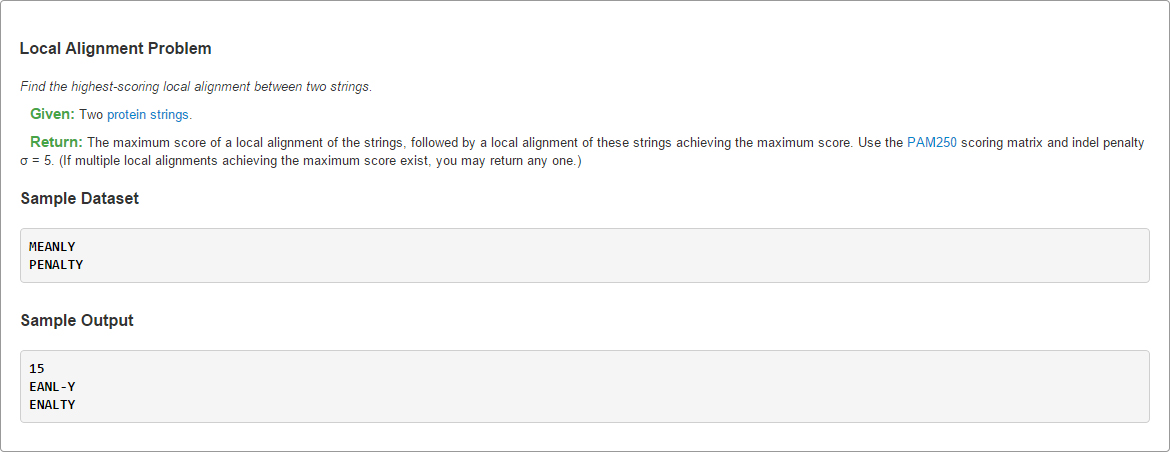 Local Alignment Problem
Find the highest-scoring local alignment between two strings.
Given: Two protein strings.
Return: The maximum score of a local alignment of the strings, followed by a local alignment of these strings achieving the maximum score. Use the PAM250 scoring matrix and indel penalty
σ = 5. (If multiple local alignments achieving the maximum score exist, you may return any one.)
Sample Dataset
MEANLY
PENALTY
Sample Output
15
EANL-Y
ENALTY